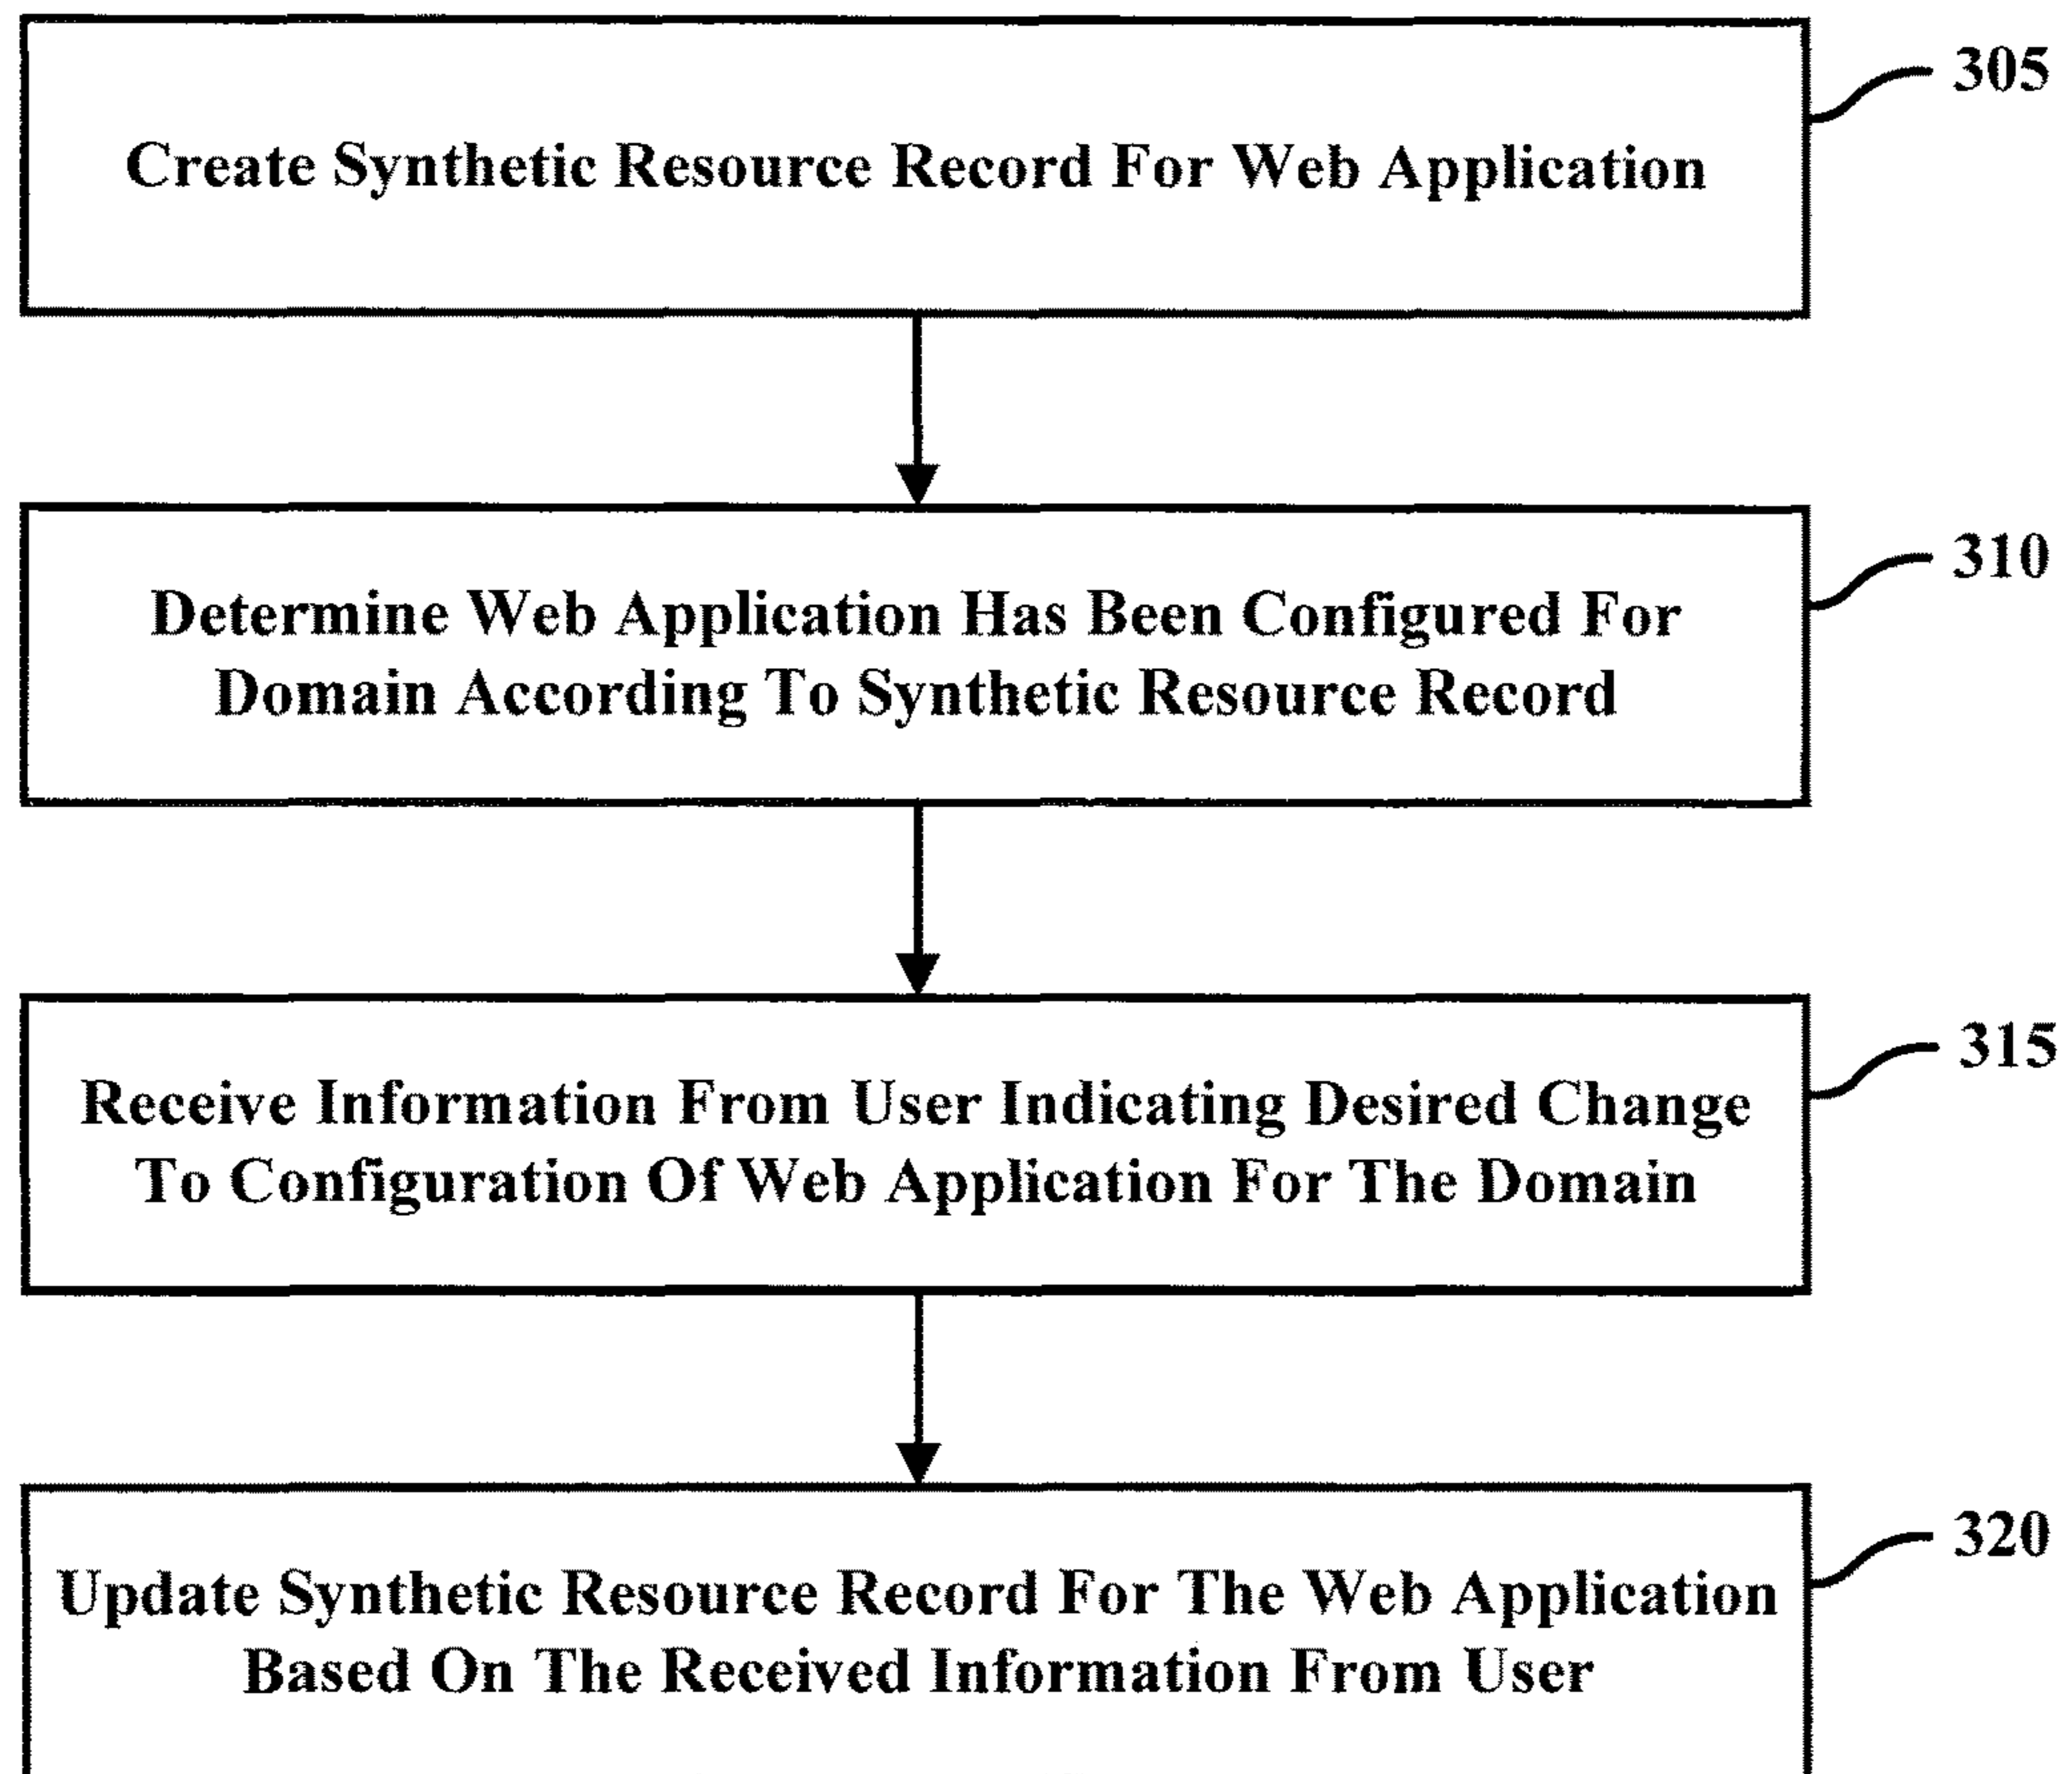 Create Synthetic Resource Record For Web Application
305
Determine Web Application Has Been Configured For
Domain According To Synthetic Resource Record
310
Receive Information From User Indicating Desired Change
To Configuration Of Web Application For The Domain
315
Update Synthetic Resource Record For The Web Application
Based On The Received Information From User
320